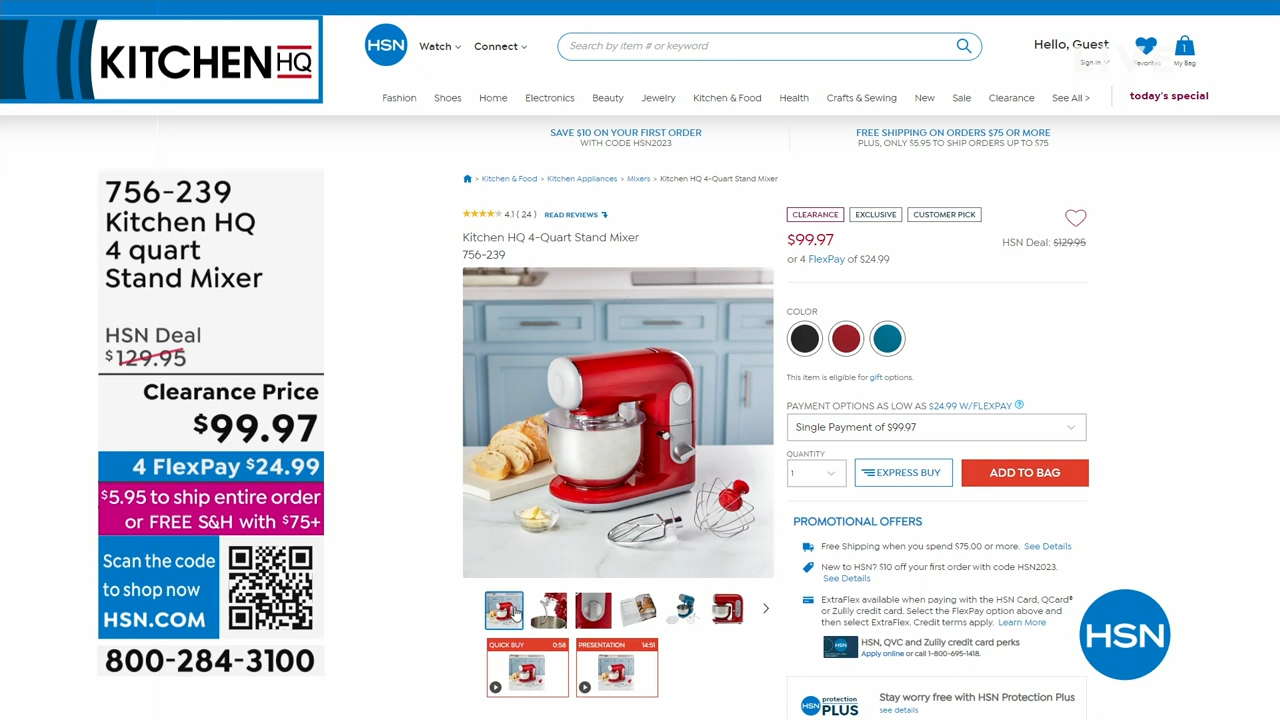 KITCHEN HQ
HSN
Watch
Connect
Search by item # or keyword
Hello, Guest
Sign In
Favorites
1
My Bag
Fashion
Shoes
Home
Electronics
Beauty
Jewelry
Kitchen & Food
Health
Crafts & Sewing
New
Sale
Clearance
See All >
today's special
SAVE $10 ON YOUR FIRST ORDER
WITH CODE HSN2023
FREE SHIPPING ON ORDERS $75 OR MORE
PLUS, ONLY $5.95 TO SHIP ORDERS UP TO $75
756-239
Kitchen HQ
4 quart
Stand Mixer
HSN Deal
$129.95
Clearance Price
$99.97
4 FlexPay $24.99
$5.95 to ship entire order
or FREE S&H with $75+
Scan the code
to shop now
HSN.COM
800-284-3100
> Kitchen & Food > Kitchen Appliances > Mixers > Kitchen HQ 4-Quart Stand Mixer
4.1 ( 24 ) READ REVIEWS
Kitchen HQ 4-Quart Stand Mixer
756-239
QUICK BUY 0:58
PRESENTATION 14:51
CLEARANCE
EXCLUSIVE
CUSTOMER PICK
$99.97
HSN Deal: $129.95
or 4 FlexPay of $24.99
COLOR
This item is eligible for gift options.
PAYMENT OPTIONS AS LOW AS $24.99 W/FLEXPAY ?
Single Payment of $99.97
QUANTITY
1
EXPRESS BUY
ADD TO BAG
PROMOTIONAL OFFERS
Free Shipping when you spend $75.00 or more. See Details
New to HSN? $10 off your first order with code HSN2023.
See Details
ExtraFlex available when paying with the HSN Card, QCard®
or Zulily credit card. Select the FlexPay option above and
then select ExtraFlex. Credit terms apply. Learn More
HSN, QVC and Zulily credit card perks
Apply online or call 1-800-695-1418.
HSN
HSN protection
PLUS
Stay worry free with HSN Protection Plus
see details